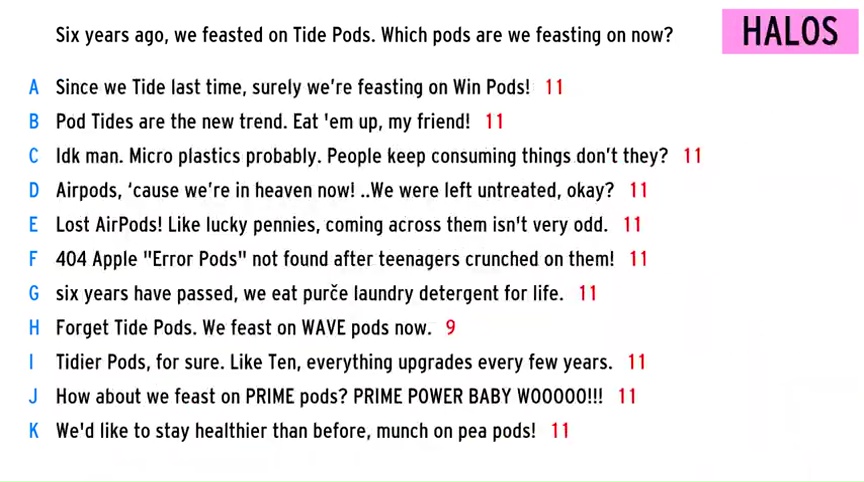 Six years ago, we feasted on Tide Pods. Which pods are we feasting on now?
HALOS
A Since we Tide last time, surely we're feasting on Win Pods! 11
B Pod Tides are the new trend. Eat 'em up, my friend! 11
C Idk man. Micro plastics probably. People keep consuming things don't they? 11
D Airpods, ‘cause we're in heaven now! ..We were left untreated, okay? 11
E Lost AirPods! Like lucky pennies, coming across them isn't very odd. 11
F 404 Apple "Error Pods" not found after teenagers crunched on them! 11
G six years have passed, we eat purče laundry detergent for life. 11
H Forget Tide Pods. We feast on WAVE pods now. 9
I Tidier Pods, for sure. Like Ten, everything upgrades every few years. 11
J How about we feast on PRIME pods? PRIME POWER BABY WOOOOO!!! 11
K We'd like to stay healthier than before, munch on pea pods! 11